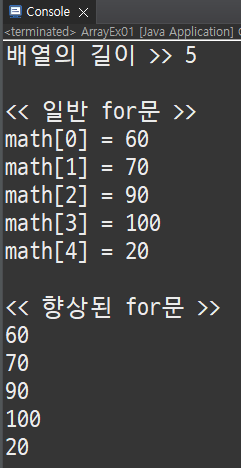 Console
<terminated> ArrayEx01 [Java Application]
배열의 길이 >> 5
<< 일반 for문 >>
math[0] = 60
math[1] = 70
math[2] = 90
math[3] = 100
math[4] = 20
<< 향상된 for문 >>
60
70
90
100
20